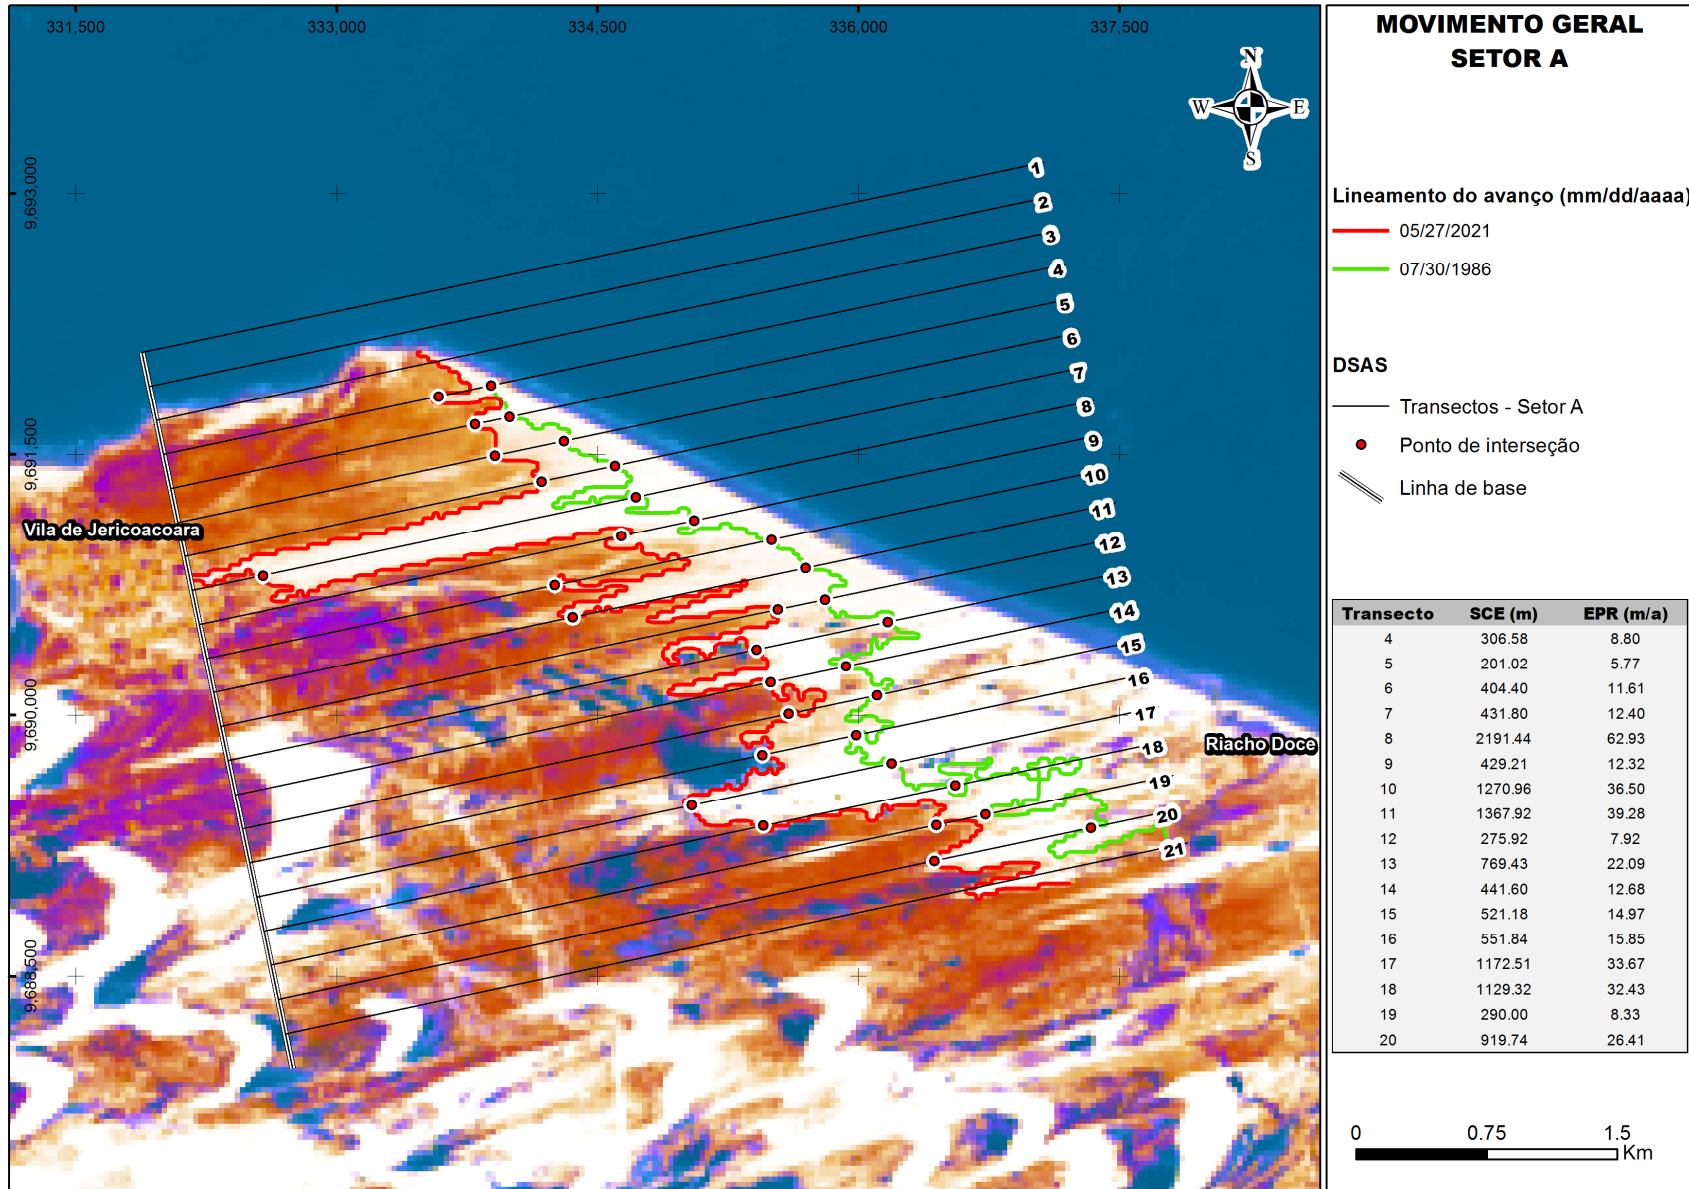 331,500
333,000
334,500
336,000
337,500
9,693,000
9,691,500
9,690,000
9,688,500
N
W
E
S
1
2
3
4
5
6
7
8
9
10
11
12
13
14
15
16
17
18
19
20
21
Vila de Jericoacoara
Riacho Doce
MOVIMENTO GERAL
SETOR A
Lineamento do avanço (mm/dd/aaaa)
05/27/2021
07/30/1986
DSAS
Transectos - Setor A
Ponto de interseção
Linha de base
Transecto SCE (m) EPR (m/a)
4 306.58 8.80
5 201.02 5.77
6 404.40 11.61
7 431.80 12.40
8 2191.44 62.93
9 429.21 12.32
10 1270.96 36.50
11 1367.92 39.28
12 275.92 7.92
13 769.43 22.09
14 441.60 12.68
15 521.18 14.97
16 551.84 15.85
17 1172.51 33.67
18 1129.32 32.43
19 290.00 8.33
20 919.74 26.41
0 0.75 1.5
Km